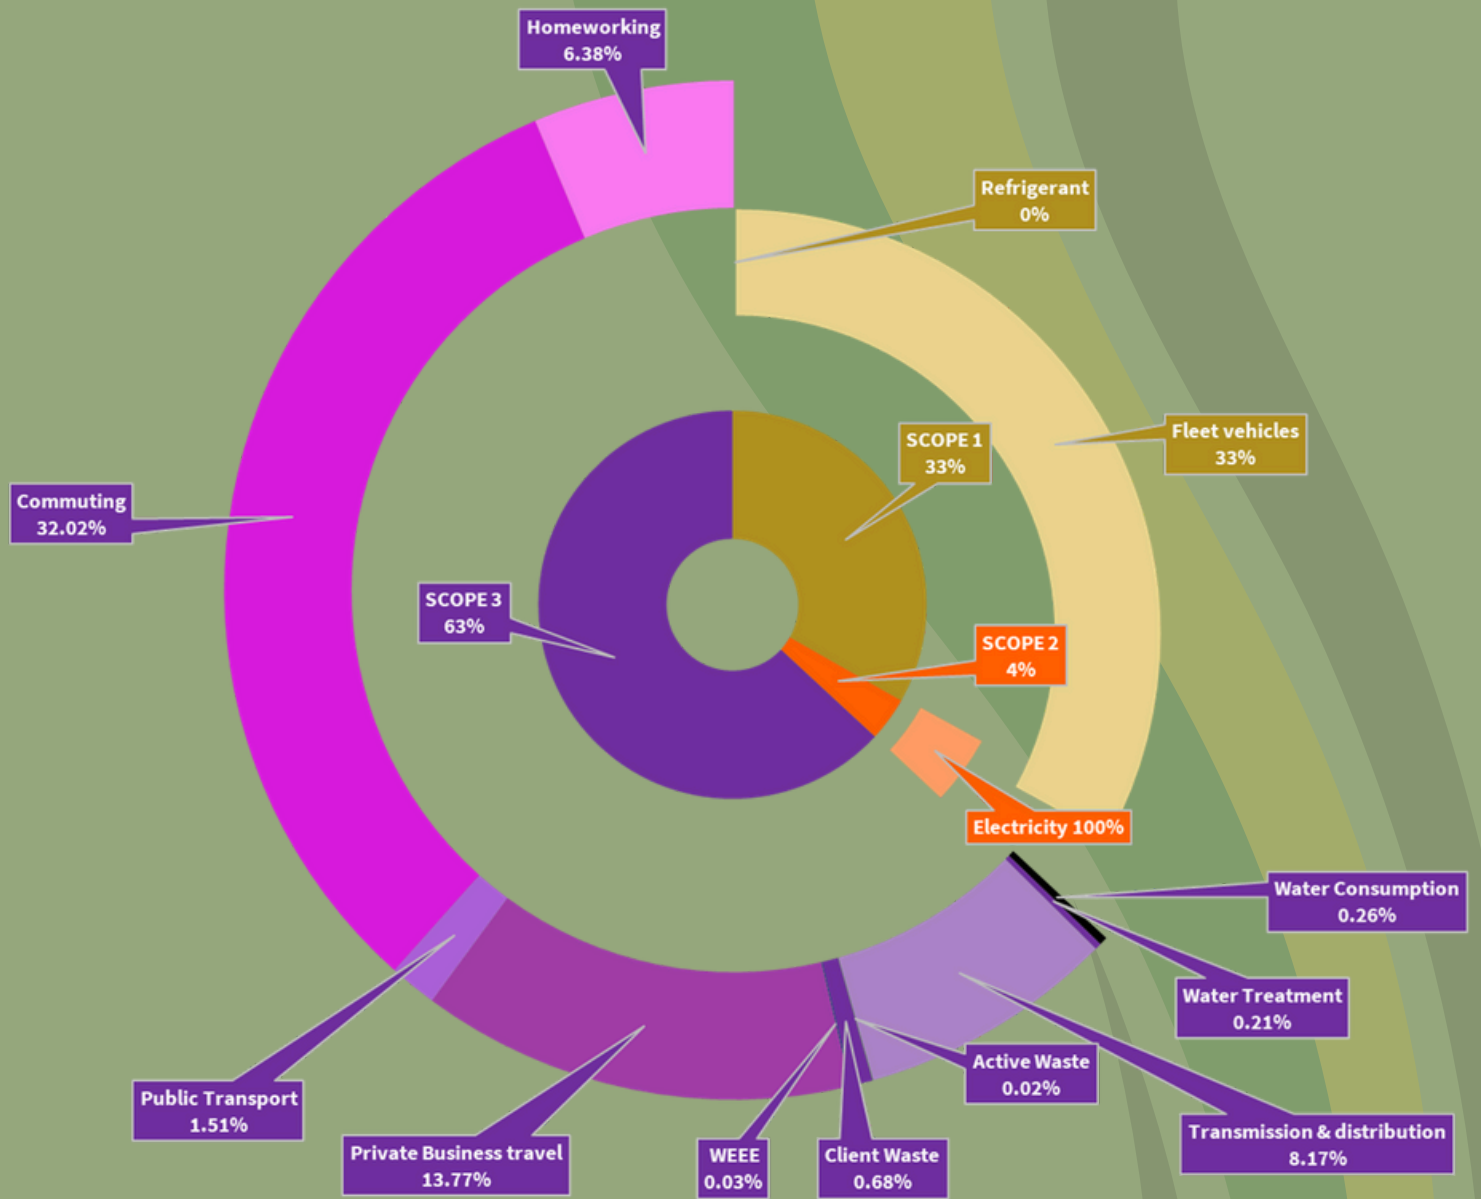 Homeworking
6.38%
Refrigerant
0%
SCOPE 1
33%
Fleet vehicles
33%
Commuting
32.02%
SCOPE 3
63%
SCOPE 2
4%
Electricity 100%
Water Consumption
0.26%
Water Treatment
0.21%
Active Waste
0.02%
Public Transport
1.51%
Private Business travel
13.77%
WEEE
0.03%
Client Waste
0.68%
Transmission & distribution
8.17%